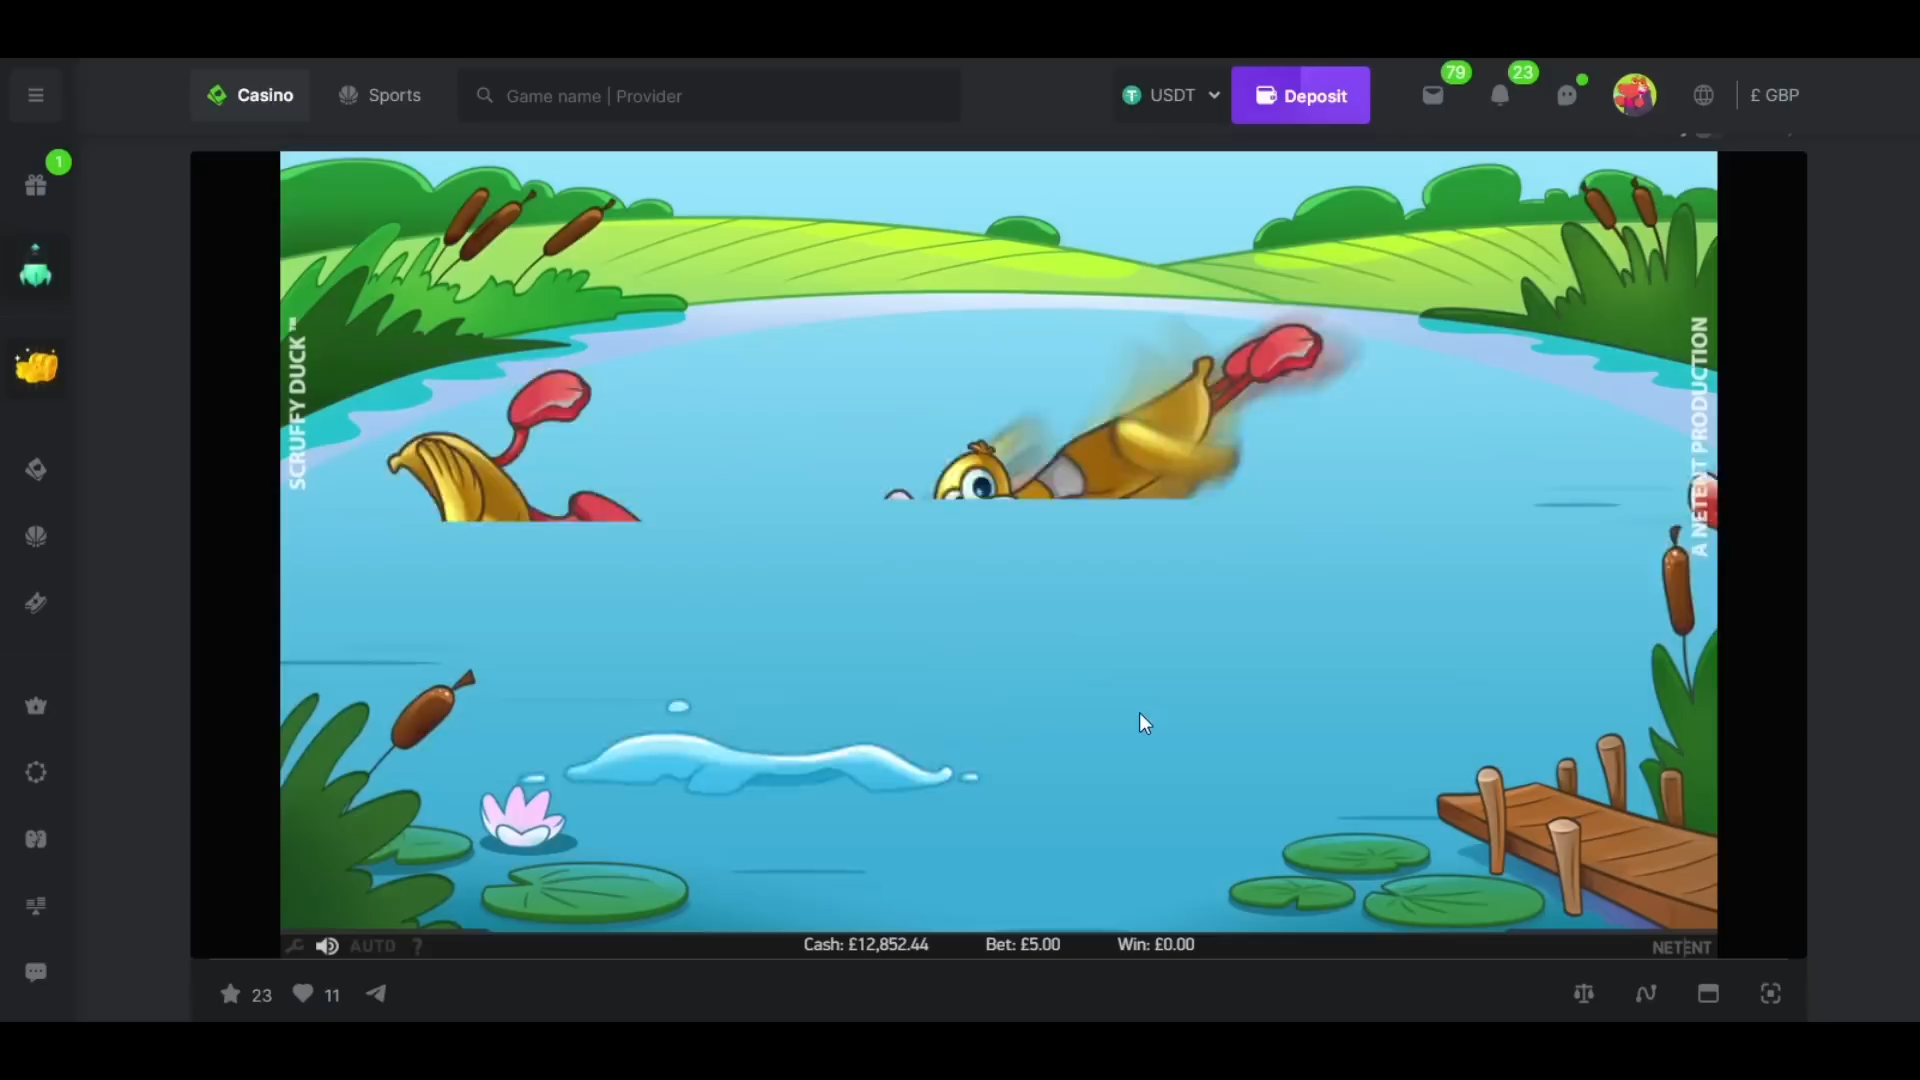 79
23
Casino
Sports
Game name | Provider
USDT
Deposit
£ GBP
1
SCRUFFY DUCK™
A NETENT PRODUCTION
AUTO
?
Cash: £12,852.44
Bet: £5.00
Win: £0.00
NETENT
23
11